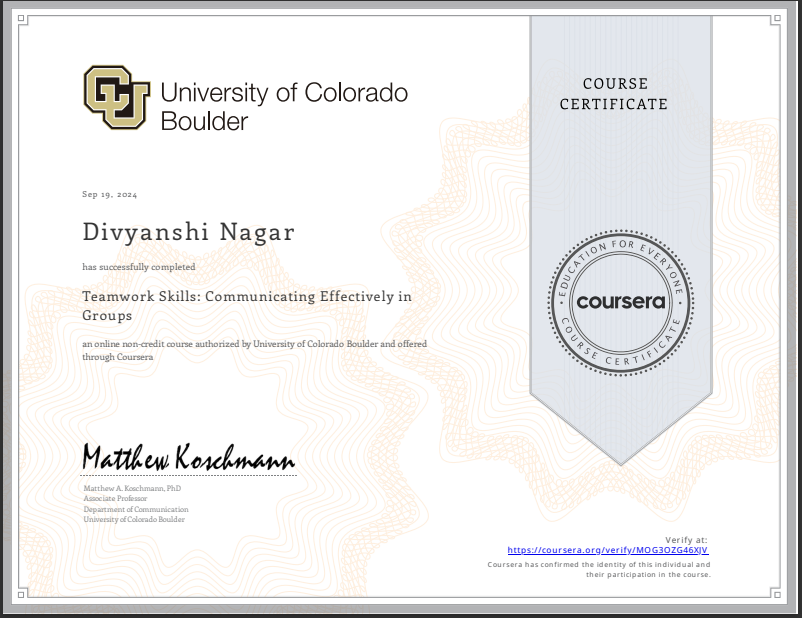 CU
University of Colorado
Boulder
COURSE
CERTIFICATE
Sep 19, 2024
Divyanshi Nagar
has successfully completed
Teamwork Skills: Communicating Effectively in
Groups
an online non-credit course authorized by University of Colorado Boulder and offered
through Coursera
EDUCATION FOR EVERYONE
coursera
COURSE CERTIFICATE
Matthew Koschmann
Matthew A. Koschmann, PhD
Associate Professor
Department of Communication
University of Colorado Boulder
Verify at:
https://coursera.org/verify/MOG3OZG46XJV
Coursera has confirmed the identity of this individual and
their participation in the course.